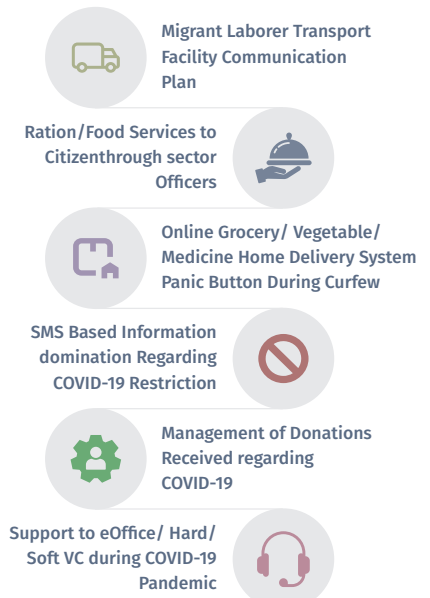 Migrant Laborer Transport
Facility Communication
Plan
Ration/Food Services to
Citizenthrough sector
Officers
Online Grocery/ Vegetable/
Medicine Home Delivery System
Panic Button During Curfew
SMS Based Information
domination Regarding
COVID-19 Restriction
Management of Donations
Received regarding
COVID-19
Support to eOffice/ Hard/
Soft VC during COVID-19
Pandemic